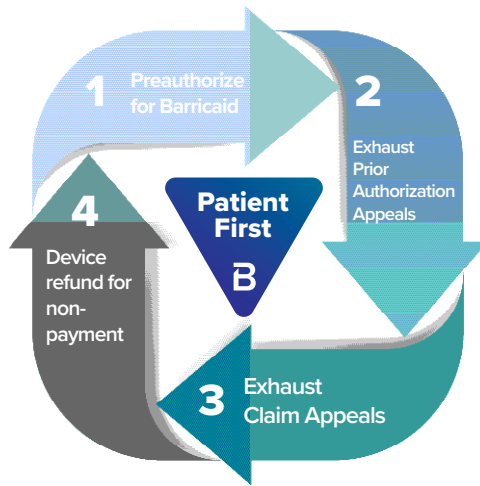 1
Preauthorize
for Barricaid
2
Exhaust
Prior
Authorization
Appeals
3
Exhaust
Claim Appeals
4
Device
refund for
non-
payment
Patient
First
B